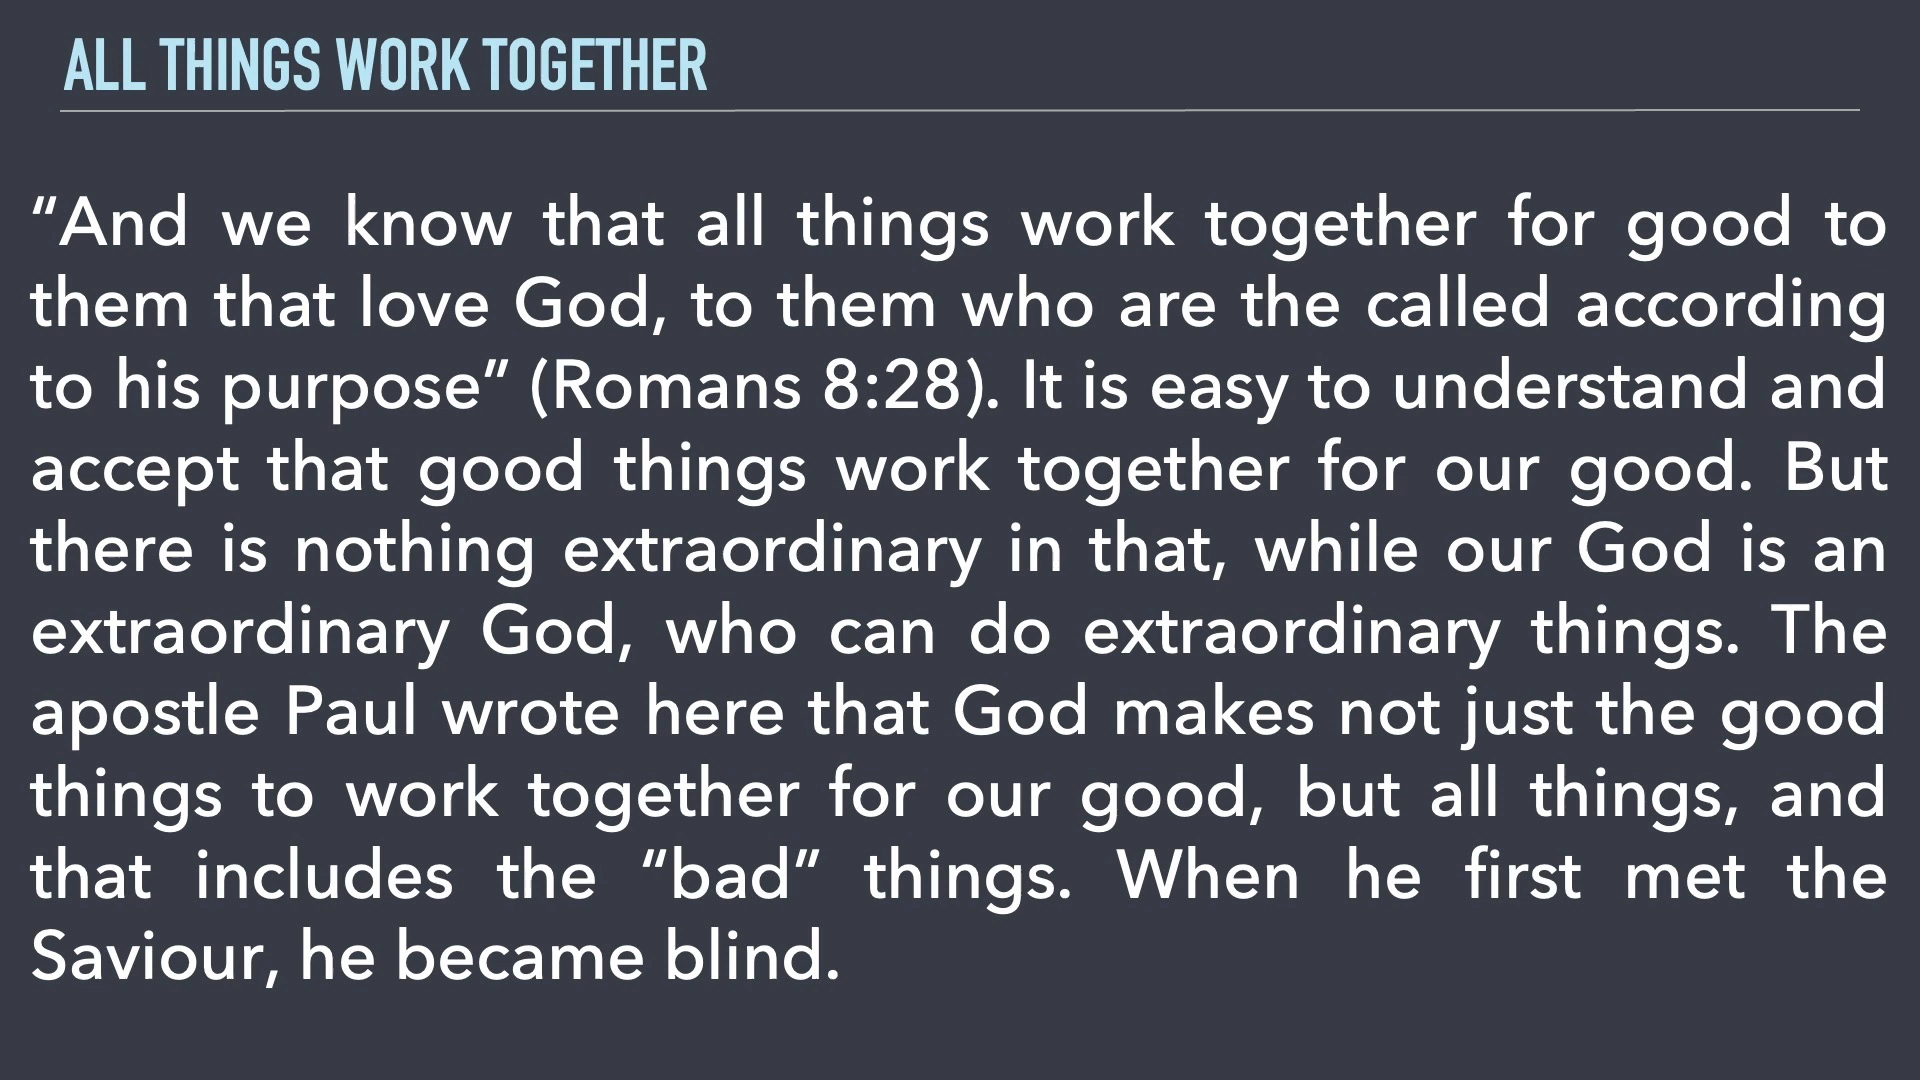 ALL THINGS WORK TOGETHER
“And we know that all things work together for good to
them that love God, to them who are the called according
to his purpose” (Romans 8:28). It is easy to understand and
accept that good things work together for our good. But
there is nothing extraordinary in that, while our God is an
extraordinary God, who can do extraordinary things. The
apostle Paul wrote here that God makes not just the good
things to work together for our good, but all things, and
that includes the “bad” things. When he first met the
Saviour, he became blind.